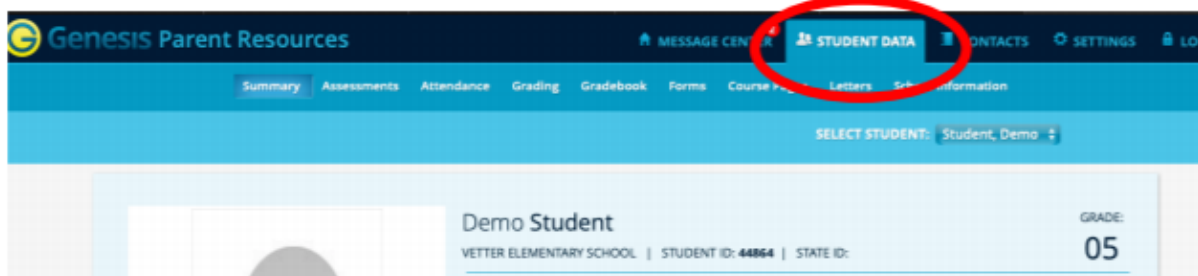 Genesis Parent Resources
MESSAGE STUDENT DATA SETTINGS
Summary Assessments Attendance Grading Gradebook Forms Course Letters
SELECT STUDENT: Student, Demo
Demo Student
GRADE:
VETTER ELEMENTARY SCHOOL | STUDENT ID: 44864 | STATE ID:
05